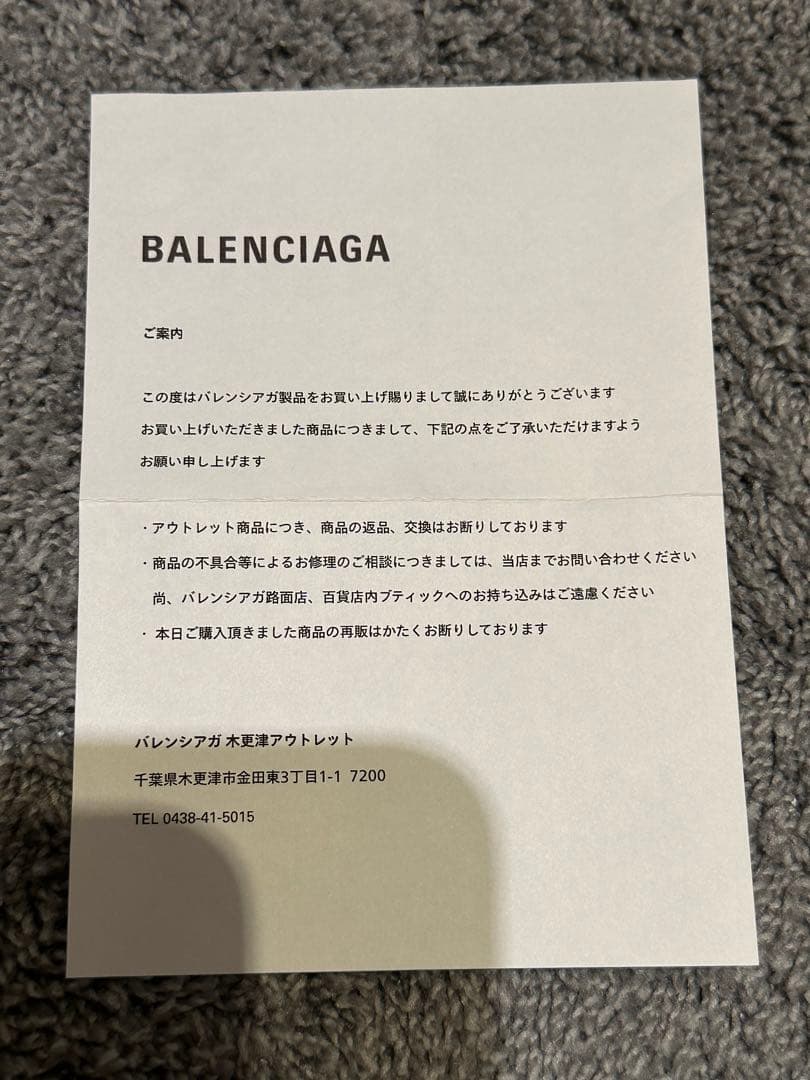 BALENCIAGA
ご案内
この度はバレンシアガ製品をお買い上げ賜りまして誠にありがとうございます
お買い上げいただきました商品につきまして、下記の点をご了承いただけますよう
お願い申し上げます
・アウトレット商品につき、商品の返品、交換はお断りしております
・商品の不具合等によるお修理のご相談につきましては、当店までお問い合わせください
尚、バレンシアガ路面店、百貨店内ブティックへのお持ち込みはご遠慮ください
・ 本日ご購入頂きました商品の再販はかたくお断りしております
バレンシアガ 木更津アウトレット
千葉県木更津市金田東3丁目1-1 7200
TEL 0438-41-5015